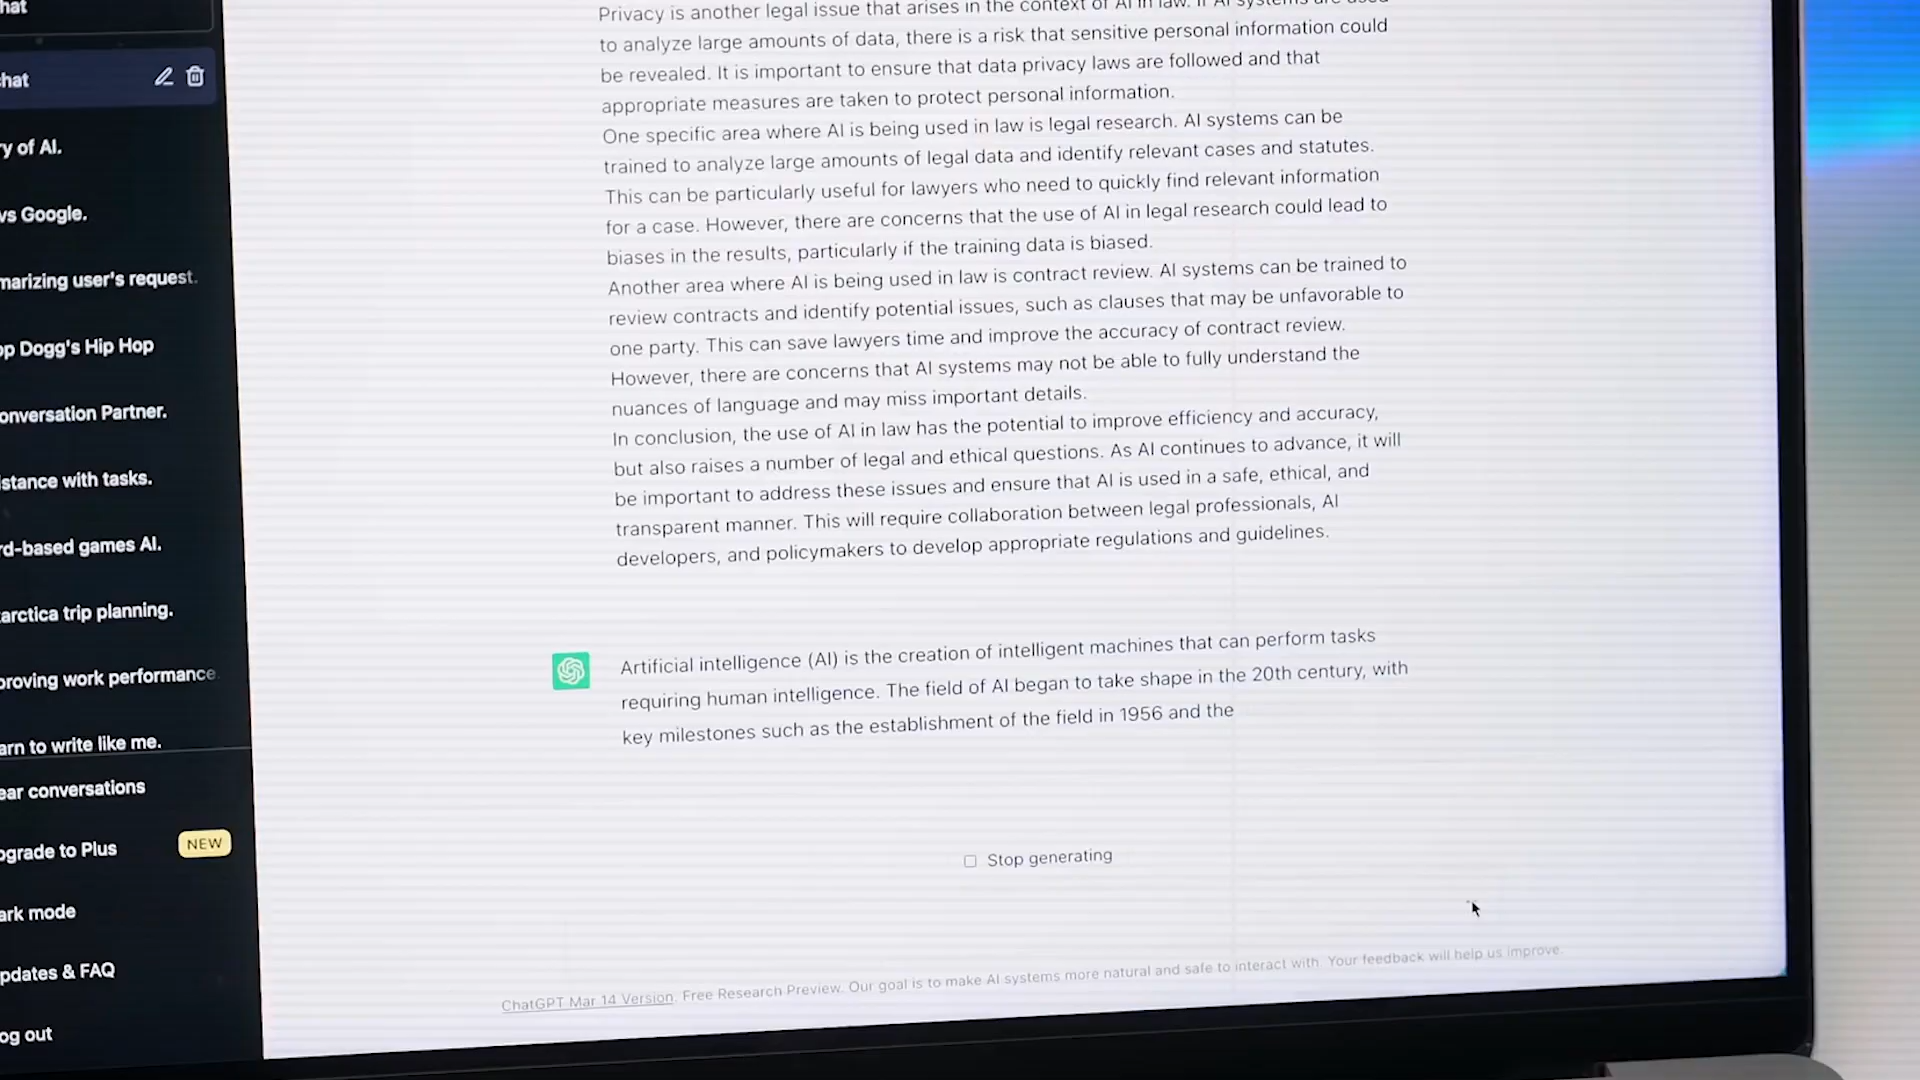 hat
Privacy is another legal issue that arises in the context of AI in law. If AI systems are used
to analyze large amounts of data, there is a risk that sensitive personal information could
be revealed. It is important to ensure that data privacy laws are followed and that
appropriate measures are taken to protect personal information.
One specific area where AI is being used in law is legal research. AI systems can be
trained to analyze large amounts of legal data and identify relevant cases and statutes.
This can be particularly useful for lawyers who need to quickly find relevant information
for a case. However, there are concerns that the use of AI in legal research could lead to
biases in the results, particularly if the training data is biased.
Another area where AI is being used in law is contract review. AI systems can be trained to
review contracts and identify potential issues, such as clauses that may be unfavorable to
one party. This can save lawyers time and improve the accuracy of contract review.
However, there are concerns that AI systems may not be able to fully understand the
nuances of language and may miss important details.
In conclusion, the use of AI in law has the potential to improve efficiency and accuracy,
but also raises a number of legal and ethical questions. As AI continues to advance, it will
be important to address these issues and ensure that AI is used in a safe, ethical, and
transparent manner. This will require collaboration between legal professionals, AI
developers, and policymakers to develop appropriate regulations and guidelines.
Artificial intelligence (AI) is the creation of intelligent machines that can perform tasks
requiring human intelligence. The field of AI began to take shape in the 20th century, with
key milestones such as the establishment of the field in 1956 and the
Stop generating
ChatGPT Mar 14 Version. Free Research Preview. Our goal is to make AI systems more natural and safe to interact with. Your feedback will help us improve.
chat
ry of AI.
vs Google.
marizing user's request.
op Dogg's Hip Hop
onversation Partner.
istance with tasks.
rd-based games AI.
tarctica trip planning.
proving work performance
arn to write like me.
ear conversations
pgrade to Plus NEW
ark mode
pdates & FAQ
og out